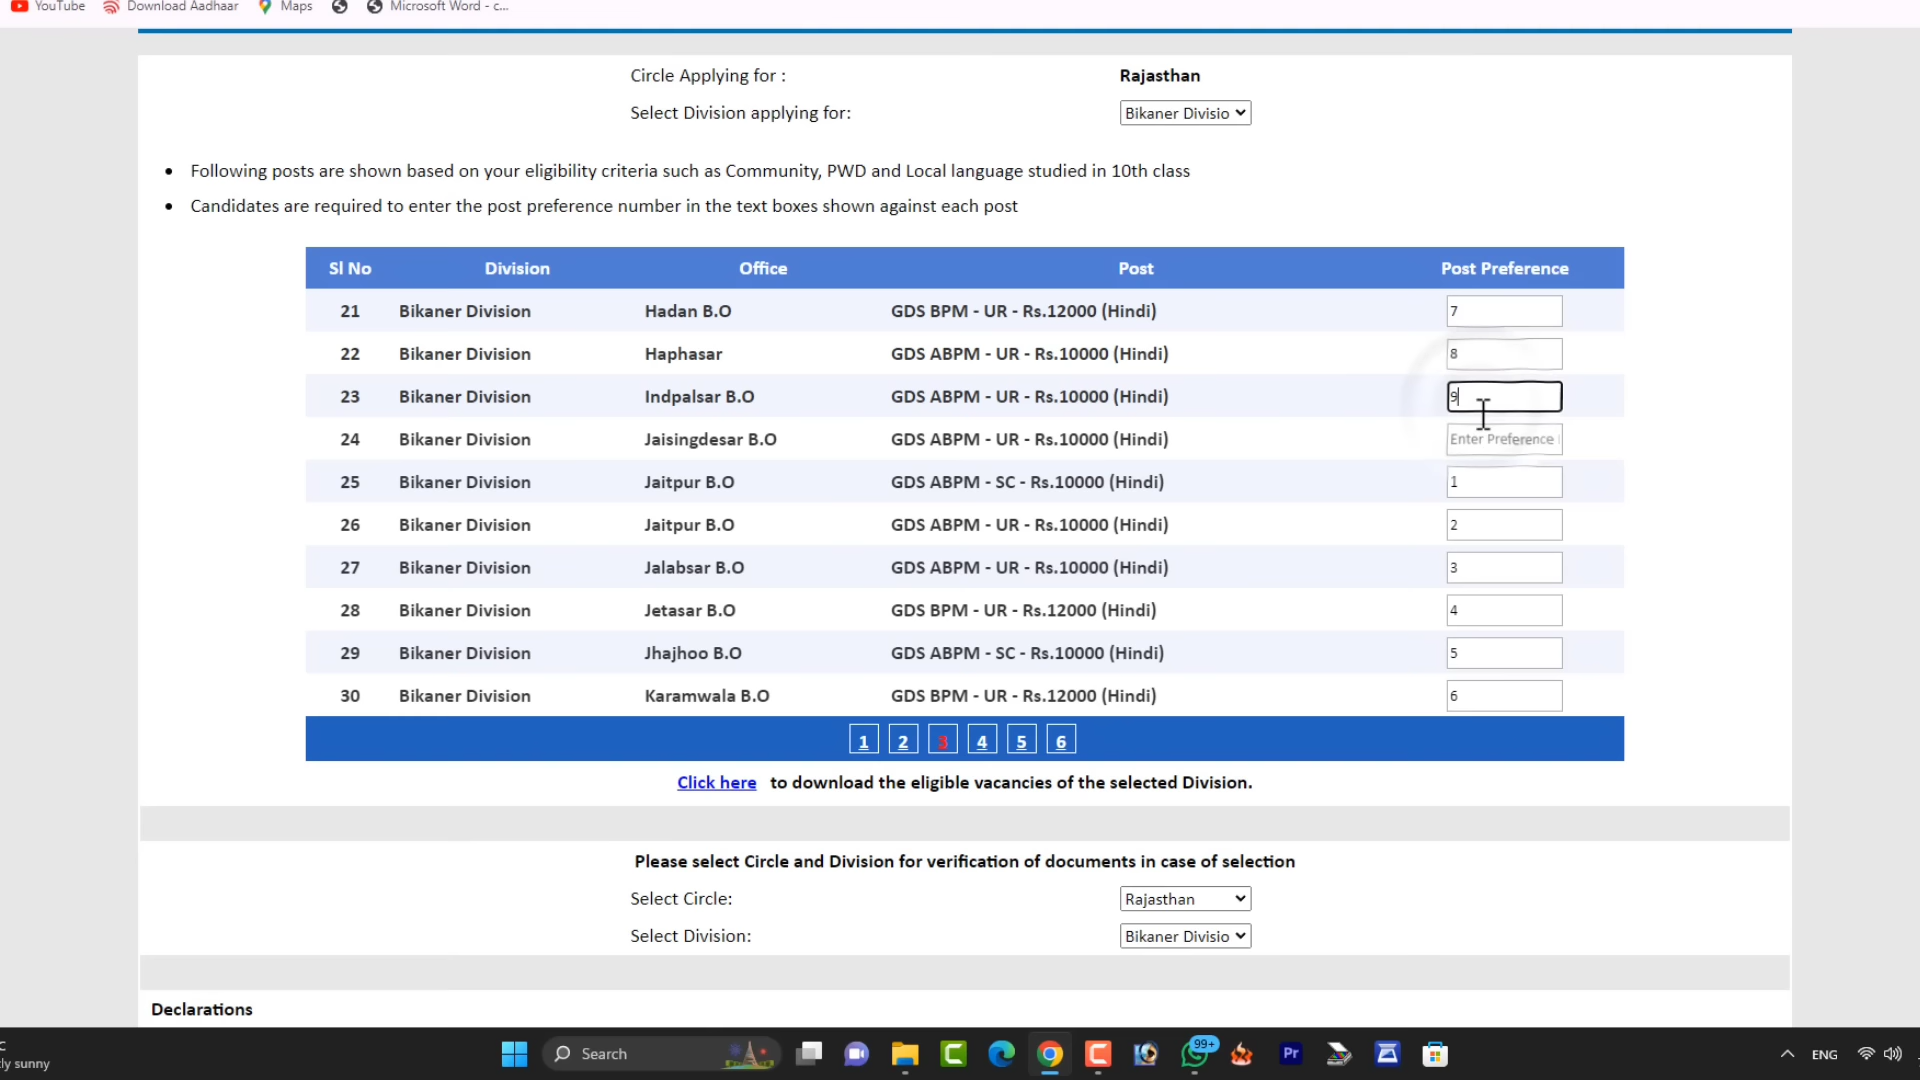 YouTube Download Aadhaar Maps Microsoft Word - c...
Circle Applying for : Rajasthan
Select Division applying for: Bikaner Divisio
• Following posts are shown based on your eligibility criteria such as Community, PWD and Local language studied in 10th class
• Candidates are required to enter the post preference number in the text boxes shown against each post
Sl No Division Office Post Post Preference
21 Bikaner Division Hadan B.O GDS BPM - UR - Rs.12000 (Hindi) 7
22 Bikaner Division Haphasar GDS ABPM - UR - Rs.10000 (Hindi) 8
23 Bikaner Division Indpalsar B.O GDS ABPM - UR - Rs.10000 (Hindi) 9
24 Bikaner Division Jaisingdesar B.O GDS ABPM - UR - Rs.10000 (Hindi) Enter Preference
25 Bikaner Division Jaitpur B.O GDS ABPM - SC - Rs.10000 (Hindi) 1
26 Bikaner Division Jaitpur B.O GDS ABPM - UR - Rs.10000 (Hindi) 2
27 Bikaner Division Jalabsar B.O GDS ABPM - UR - Rs.10000 (Hindi) 3
28 Bikaner Division Jetasar B.O GDS BPM - UR - Rs.12000 (Hindi) 4
29 Bikaner Division Jhajhoo B.O GDS ABPM - SC - Rs.10000 (Hindi) 5
30 Bikaner Division Karamwala B.O GDS BPM - UR - Rs.12000 (Hindi) 6
1 2 3 4 5 6
Click here to download the eligible vacancies of the selected Division.
Please select Circle and Division for verification of documents in case of selection
Select Circle: Rajasthan
Select Division: Bikaner Divisio
Declarations
C
ly sunny
Search 99+ Pr ENG